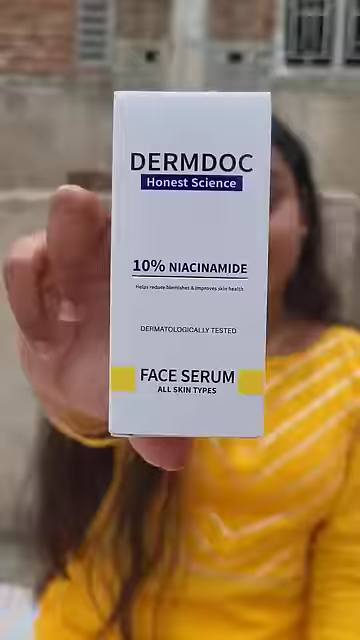 DERMDOC
Honest Science
10% NIACINAMIDE
Helps reduce blemishes & improves skin health
DERMATOLOGICALLY TESTED
FACE SERUM
ALL SKIN TYPES